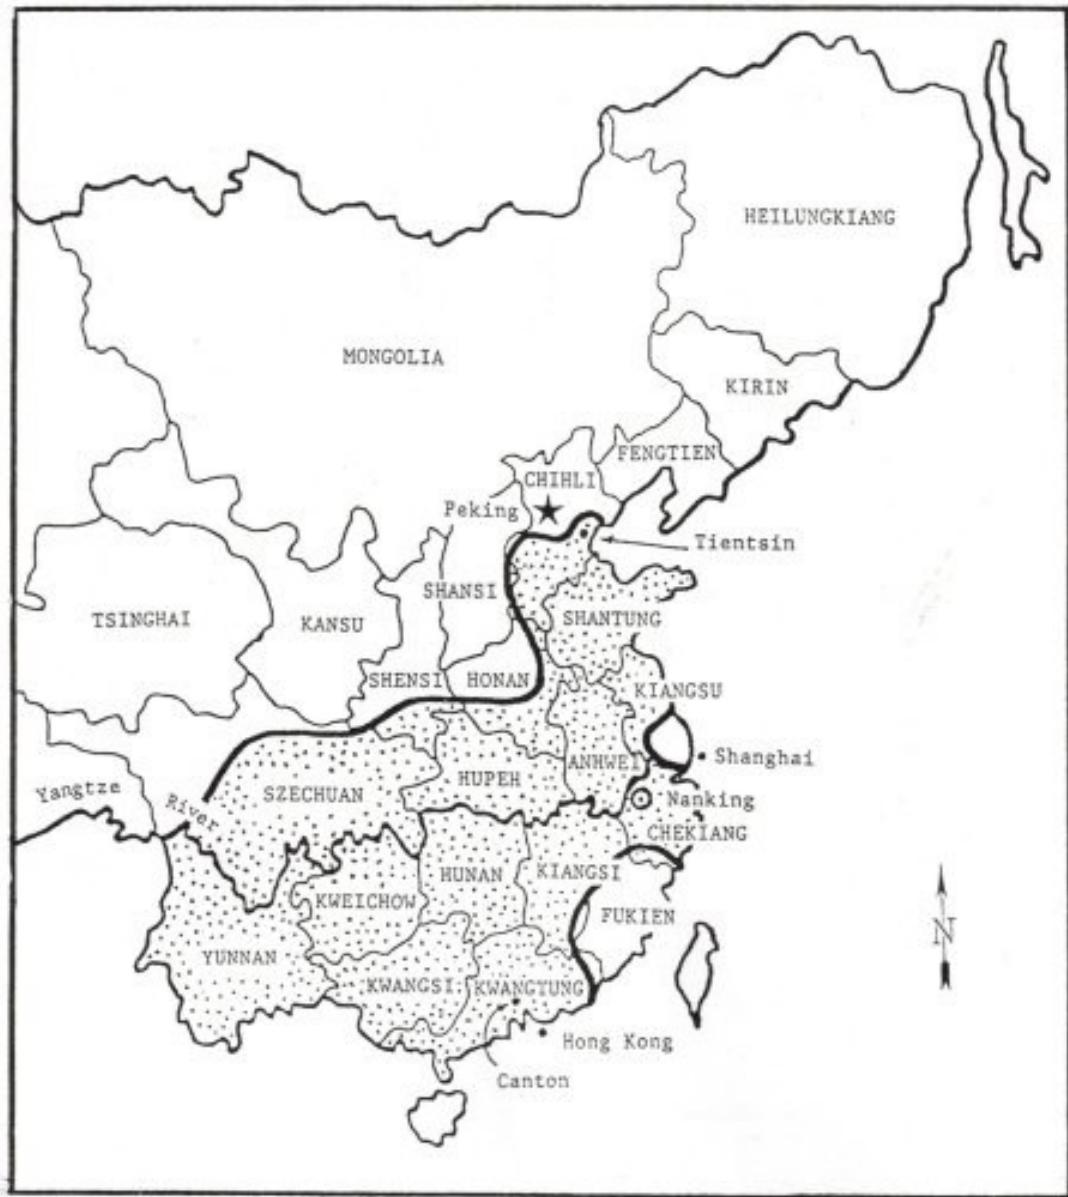 HEILUNGKIANG
MONGOLIA
KIRIN
FENGTIEN
CHIHLI
Peking
Tientsin
SHANSI
TSINGHAI
KANSU
SHANTUNG
SHENSI
HONAN
KIANGSU
Shanghai
ANHWEI
HUPEH
SZECHUAN
Yangtze
River
Nanking
CHEKIANG
HUNAN
KIANGSI
KWEICHOW
FUKIEN
N
YUNNAN
KWANGSI
KWANGTUNG
Hong Kong
Canton